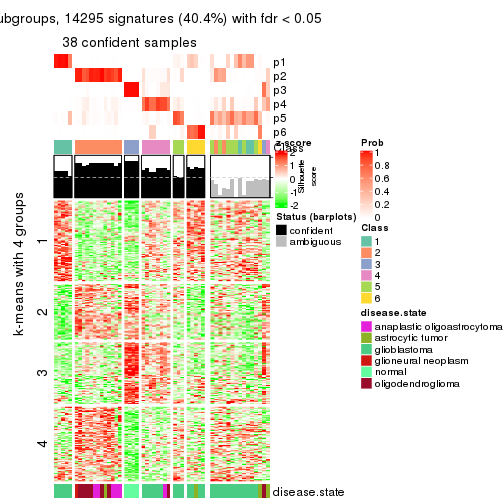 ubgroups, 14295 signatures (40.4%) with fdr < 0.05
38 confident samples
p1
p2
p3
p4
p5
p6
Class
z-score
2
1
0
-1
-2
Silhouette
score
Prob
1
0.8
0.6
0.4
0.2
0
Status (barplots)
confident
ambiguous
Class
1
2
3
4
5
6
disease.state
anaplastic oligoastrocytoma
astrocytic tumor
glioblastoma
glioneural neoplasm
normal
oligodendroglioma
k-means with 4 groups
1
2
3
4
disease.state